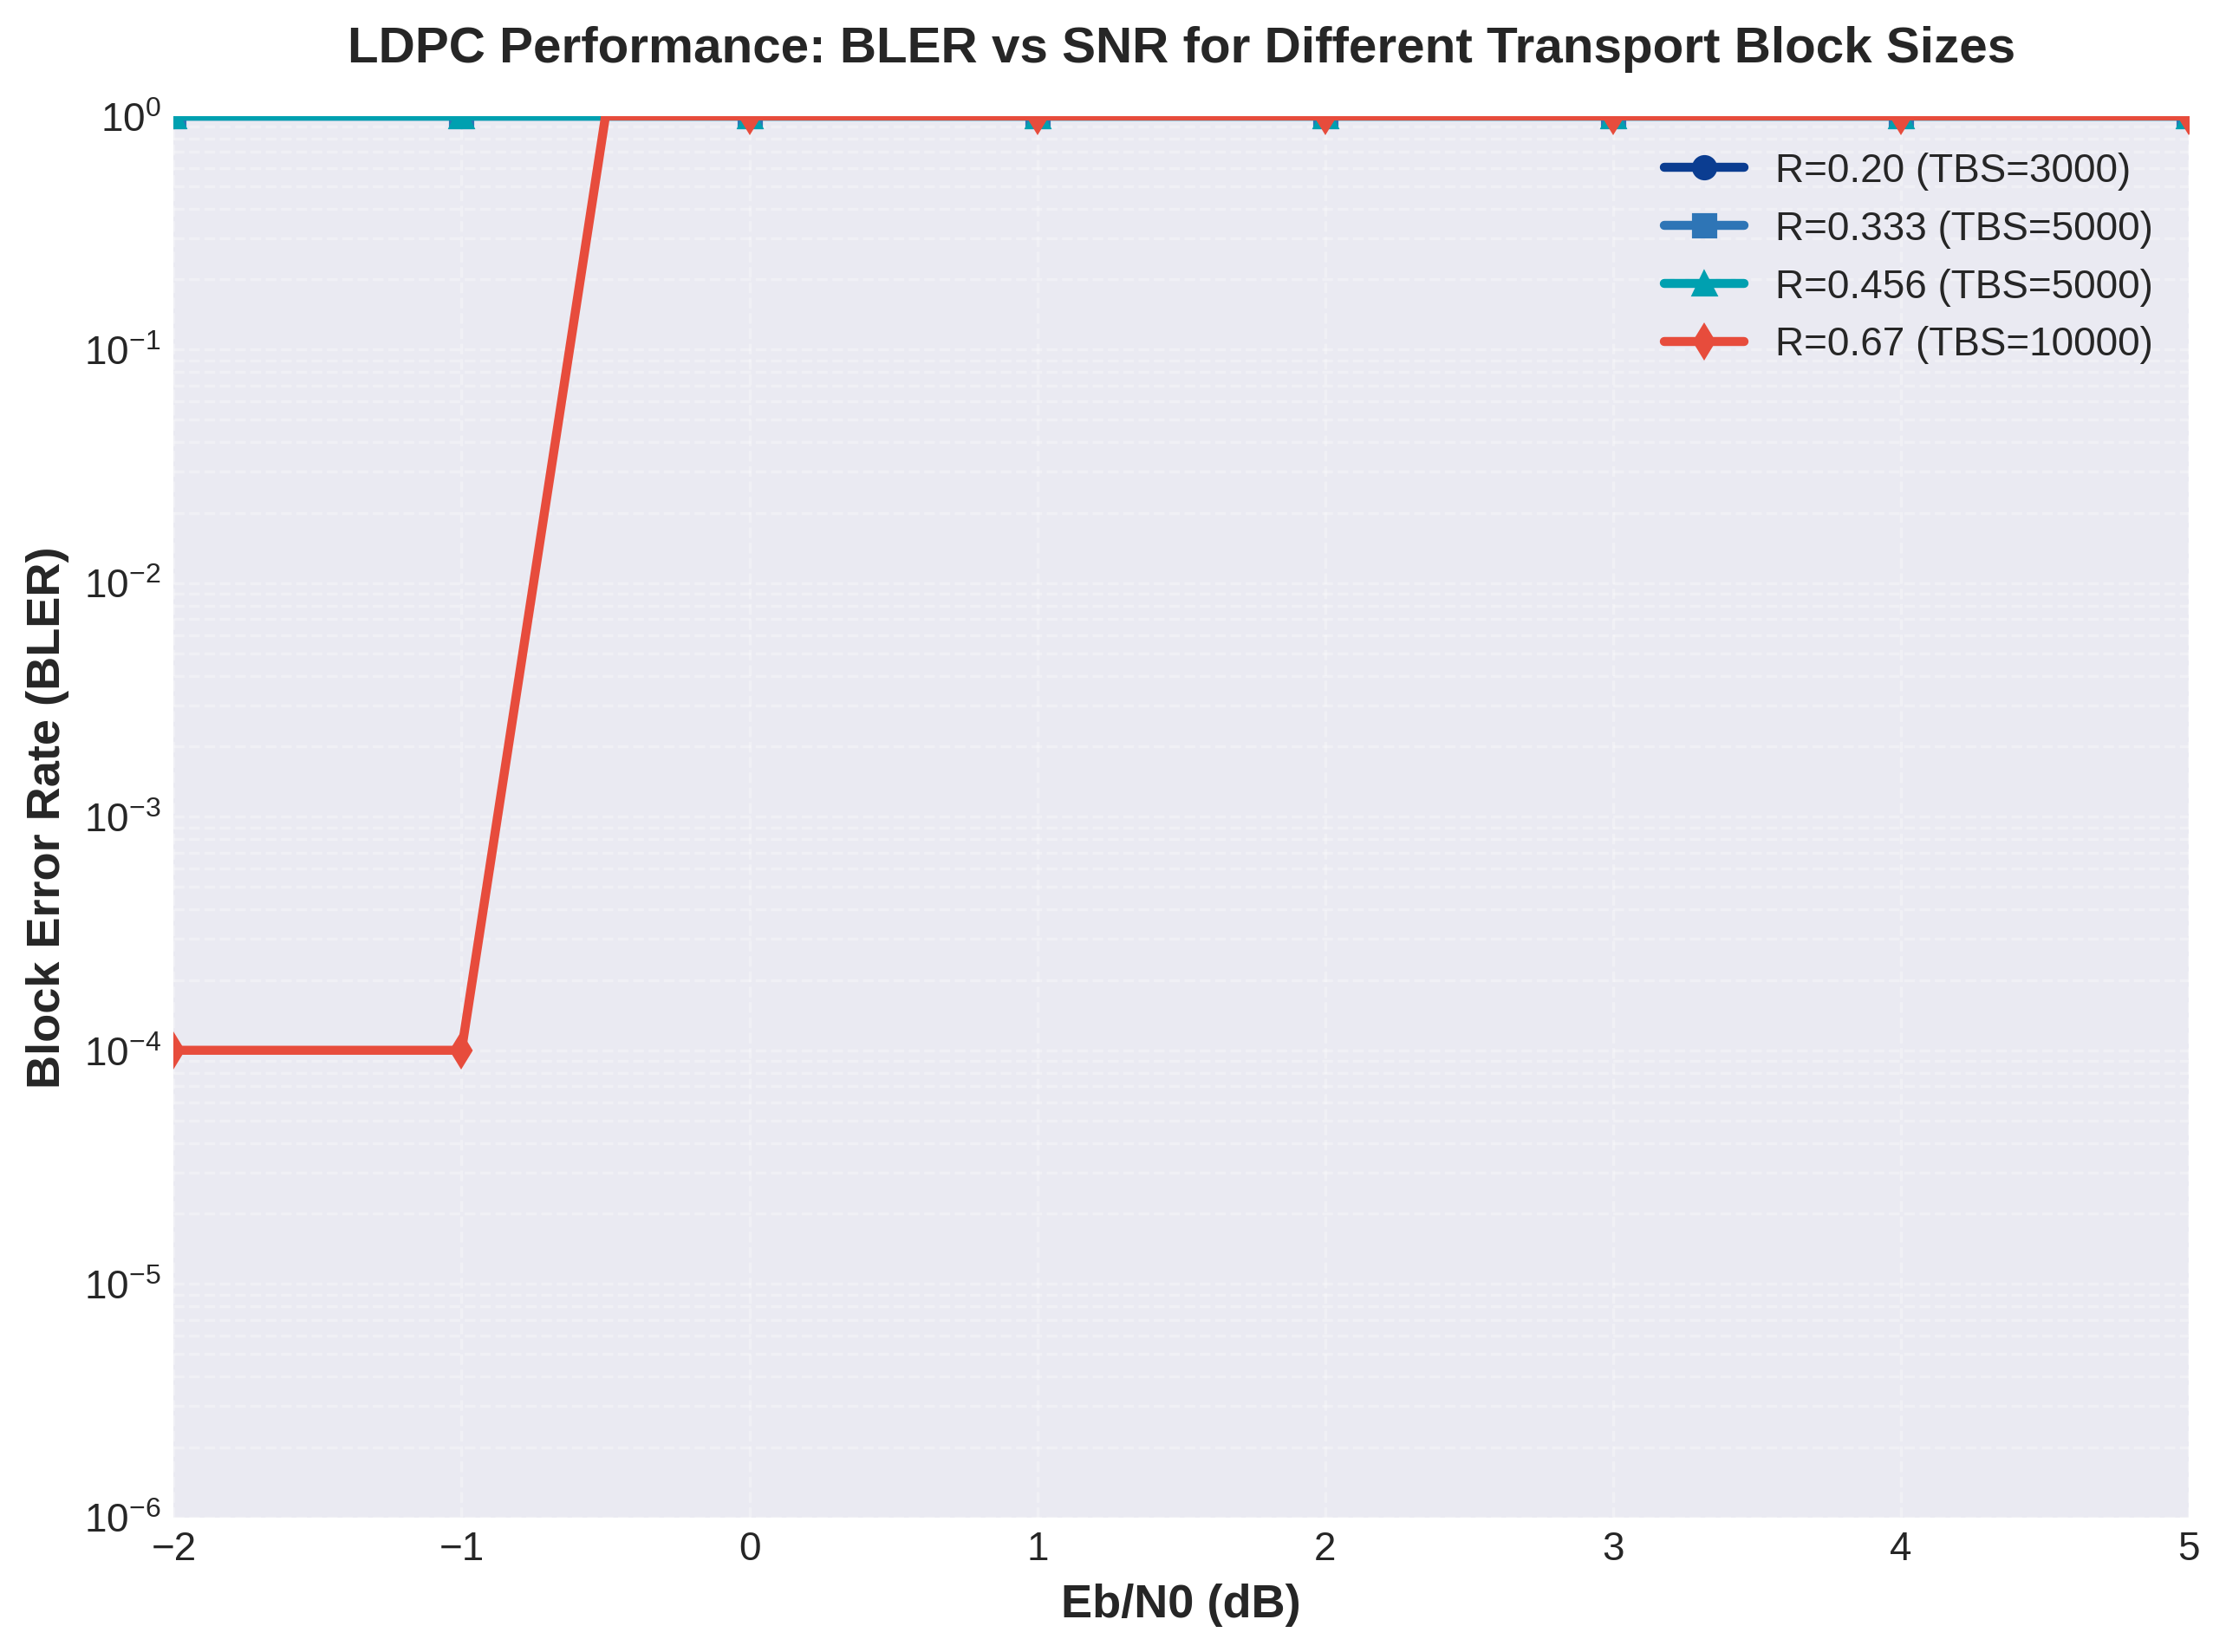 LDPC Performance: BLER vs SNR for Different Transport Block Sizes
10⁰
10⁻¹
10⁻²
10⁻³
10⁻⁴
10⁻⁵
10⁻⁶
Block Error Rate (BLER)
R=0.20 (TBS=3000)
R=0.333 (TBS=5000)
R=0.456 (TBS=5000)
R=0.67 (TBS=10000)
−2 −1 0 1 2 3 4 5
Eb/N0 (dB)